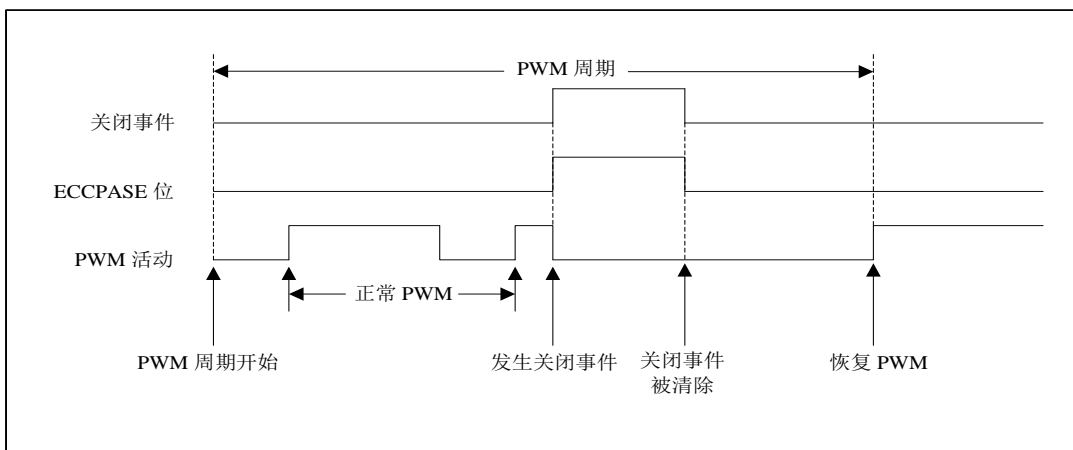 PWM 周期
关闭事件
ECCPASE 位
PWM 活动
正常 PWM
PWM 周期开始
发生关闭事件
关闭事件
被清除
恢复 PWM